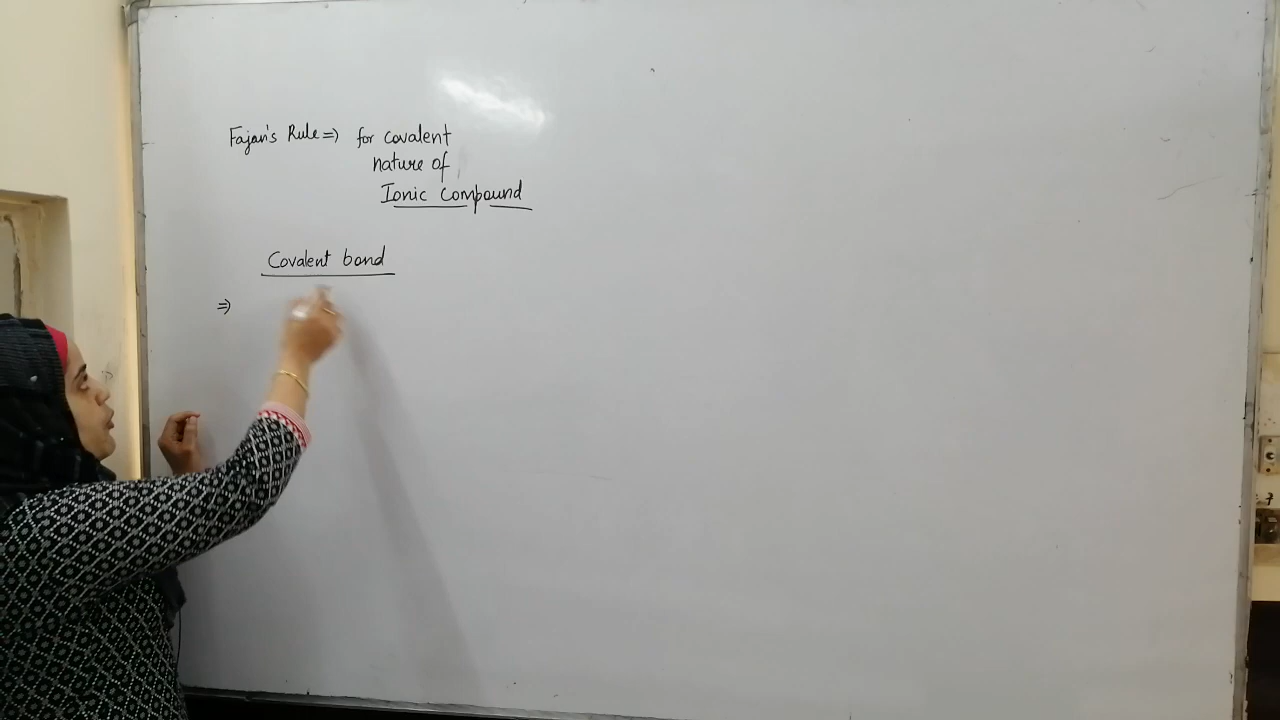 Fajan's Rule => for covalent
nature of
Ionic Compound
Covalent bond
=>